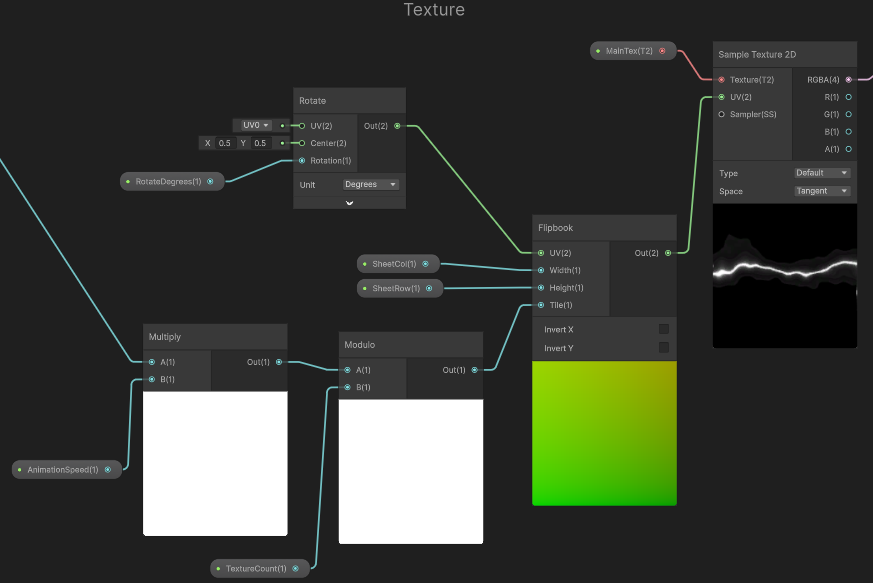 Texture
MainTex(T2)
Sample Texture 2D
Texture(T2)
RGBA(4)
UV(2)
R(1)
Sampler(SS)
G(1)
B(1)
A(1)
Type
Default
Space
Tangent
Rotate
UV0
UV(2)
Out(2)
X 0.5 Y 0.5
Center(2)
Rotation(1)
RotateDegrees(1)
Unit
Degrees
Flipbook
UV(2)
Out(2)
SheetCol(1)
Width(1)
SheetRow(1)
Height(1)
Tile(1)
Invert X
Invert Y
Multiply
A(1)
Out(1)
B(1)
Modulo
A(1)
Out(1)
B(1)
AnimationSpeed(1)
TextureCount(1)